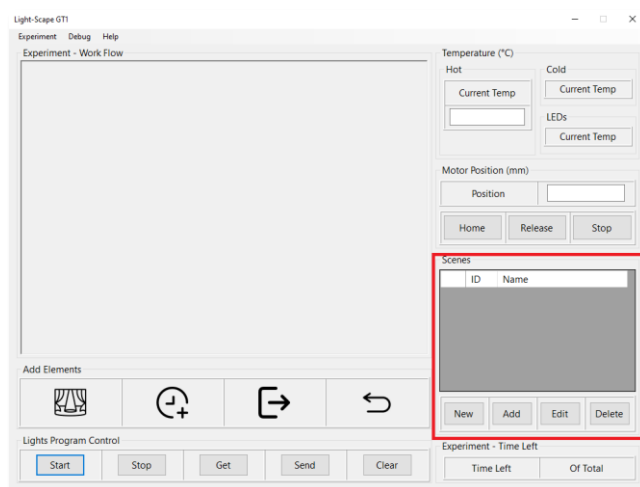 Light-Scape GT1
Experiment Debug Help
Experiment - Work Flow
Temperature (°C)
Hot
Cold
Current Temp
Current Temp
LEDs
Current Temp
Motor Position (mm)
Position
Home Release Stop
Scenes
ID Name
New Add Edit Delete
Add Elements
Lights Program Control
Start Stop Get Send Clear
Experiment - Time Left
Time Left Of Total